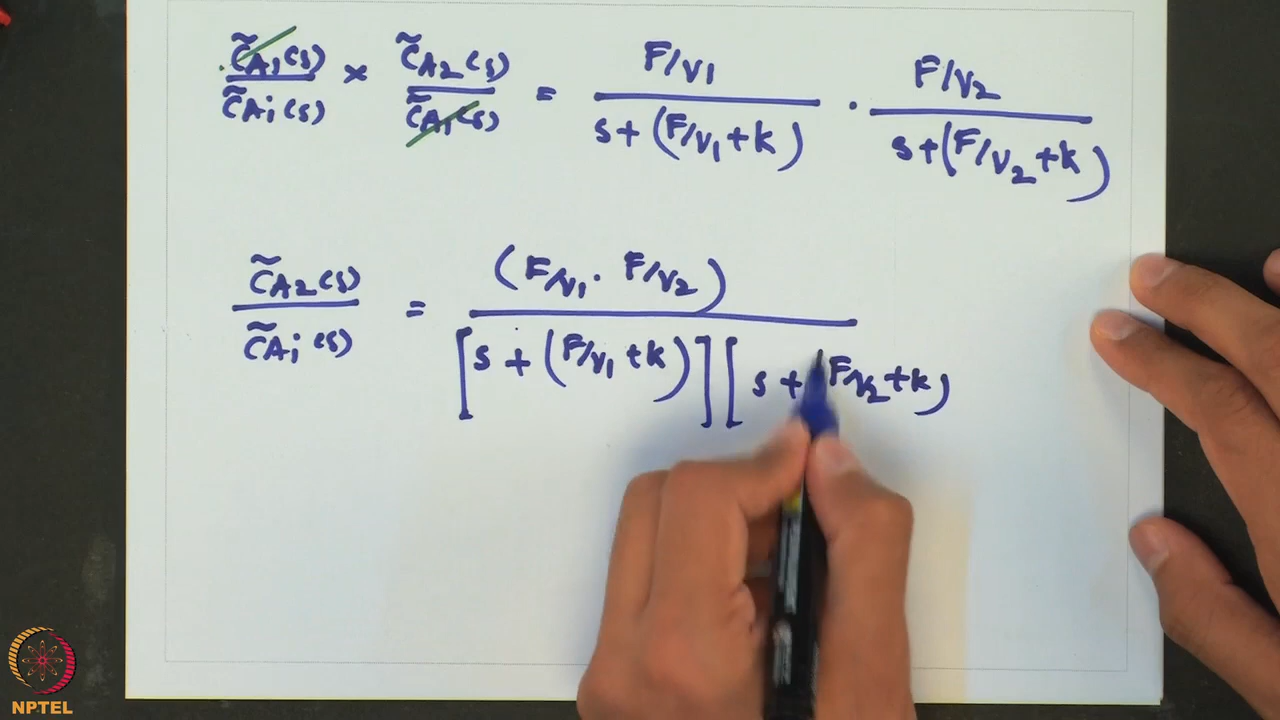 C̃A1(s)/C̃Ai(s) × C̃A2(s)/C̃A1(s) = F/V1 / s+(F/V1+k) · F/V2 / s+(F/V2+k)
C̃A2(s)/C̃Ai(s) = (F/V1 · F/V2) / [s + (F/V1+k)][s+(F/V2+k)
NPTEL